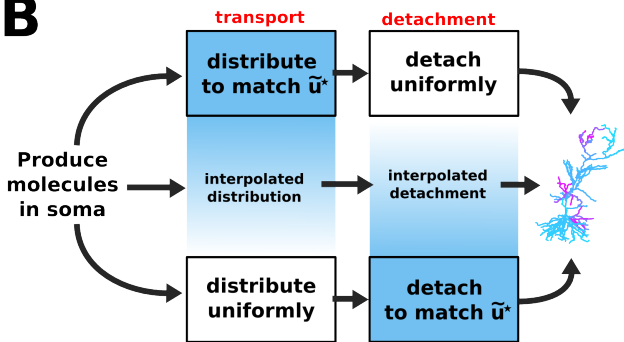 B
transport
detachment
distribute
to match ũ*
detach
uniformly
Produce
molecules
in soma
interpolated
distribution
interpolated
detachment
distribute
uniformly
detach
to match ũ*